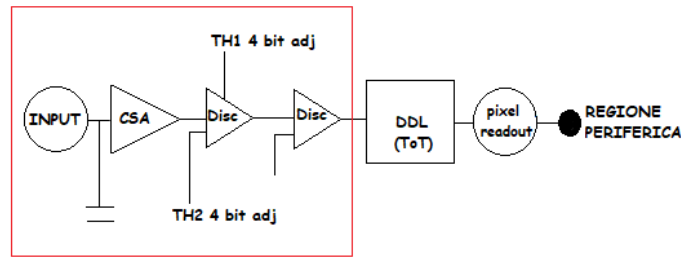 TH1 4 bit adj
INPUT
CSA
Disc
Disc
TH2 4 bit adj
DDL
(ToT)
pixel
readout
REGIONE
PERIFERICA